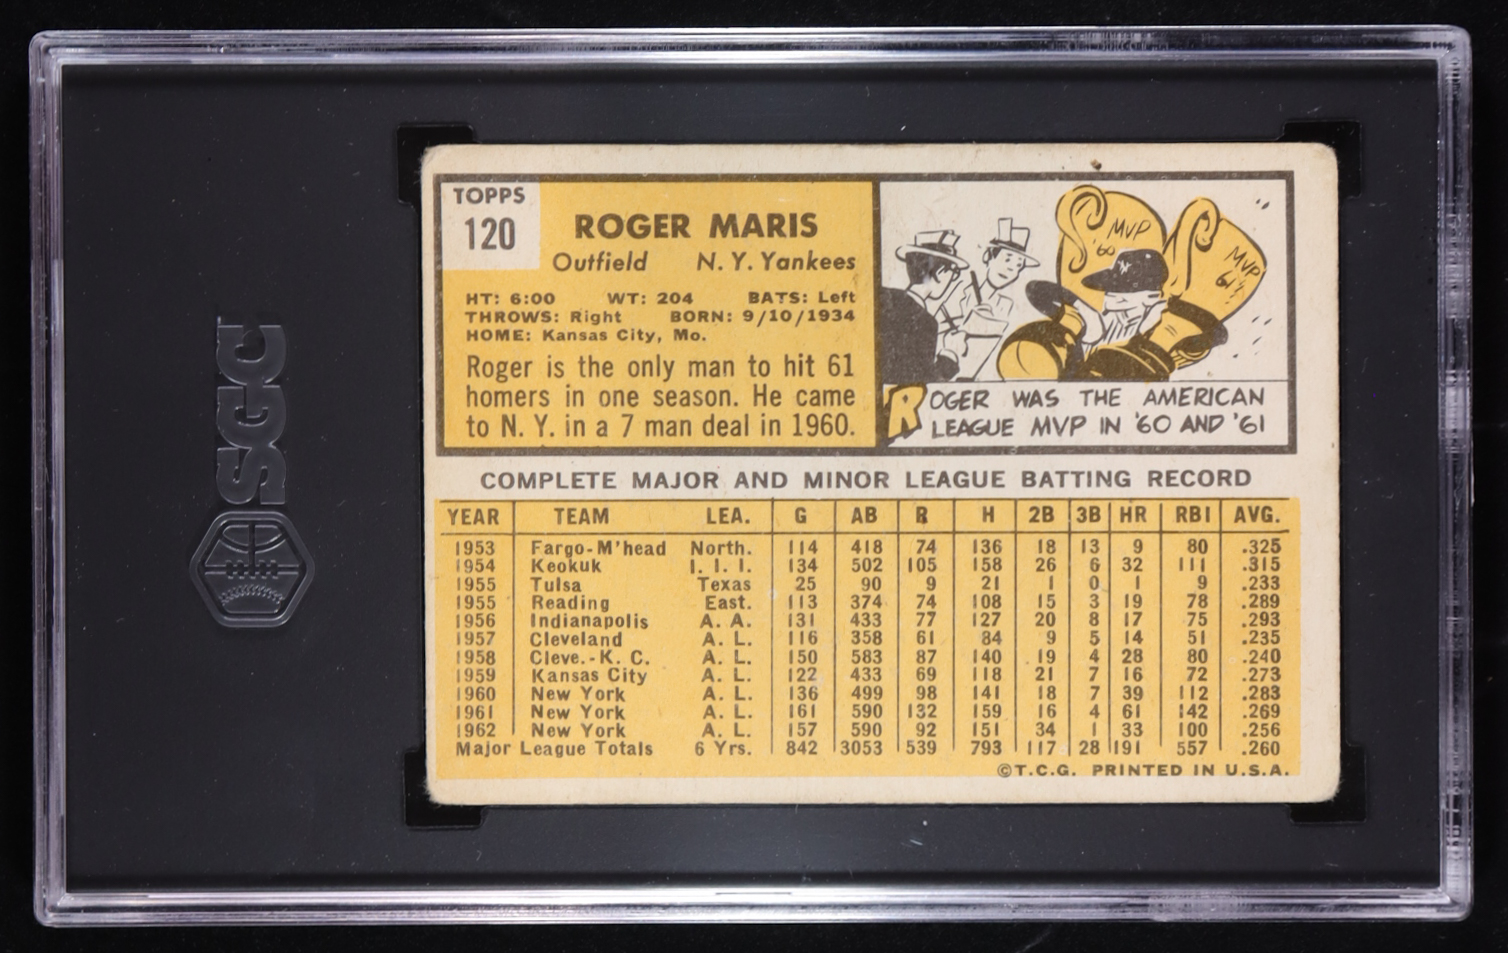 SGC
TOPPS
120
ROGER MARIS
Outfield N. Y. Yankees
HT: 6:00 WT: 204 BATS: Left
THROWS: Right BORN: 9/10/1934
HOME: Kansas City, Mo.
Roger is the only man to hit 61
homers in one season. He came
to N. Y. in a 7 man deal in 1960.
MVP
'60
MVP
61
N
ROGER WAS THE AMERICAN
LEAGUE MVP IN '60 AND '61
COMPLETE MAJOR AND MINOR LEAGUE BATTING RECORD
YEAR TEAM LEA. G AB R H 2B 3B HR RBI AVG.
1953 Fargo-M'head North. 114 418 74 136 18 13 9 80 .325
1954 Keokuk I. I. I. 134 502 105 158 26 6 32 111 .315
1955 Tulsa Texas 25 90 9 21 1 0 1 9 .233
1955 Reading East. 113 374 74 108 15 3 19 78 .289
1956 Indianapolis A. A. 131 433 77 127 20 8 17 75 .293
1957 Cleveland A. L. 116 358 61 84 9 5 14 51 .235
1958 Cleve.-K. C. A. L. 150 583 87 140 19 4 28 80 .240
1959 Kansas City A. L. 122 433 69 118 21 7 16 72 .273
1960 New York A. L. 136 499 98 141 18 7 39 112 .283
1961 New York A. L. 161 590 132 159 16 4 61 142 .269
1962 New York A. L. 157 590 92 151 34 1 33 100 .256
Major League Totals 6 Yrs. 842 3053 539 793 117 28 191 557 .260
©T.C.G. PRINTED IN U.S.A.